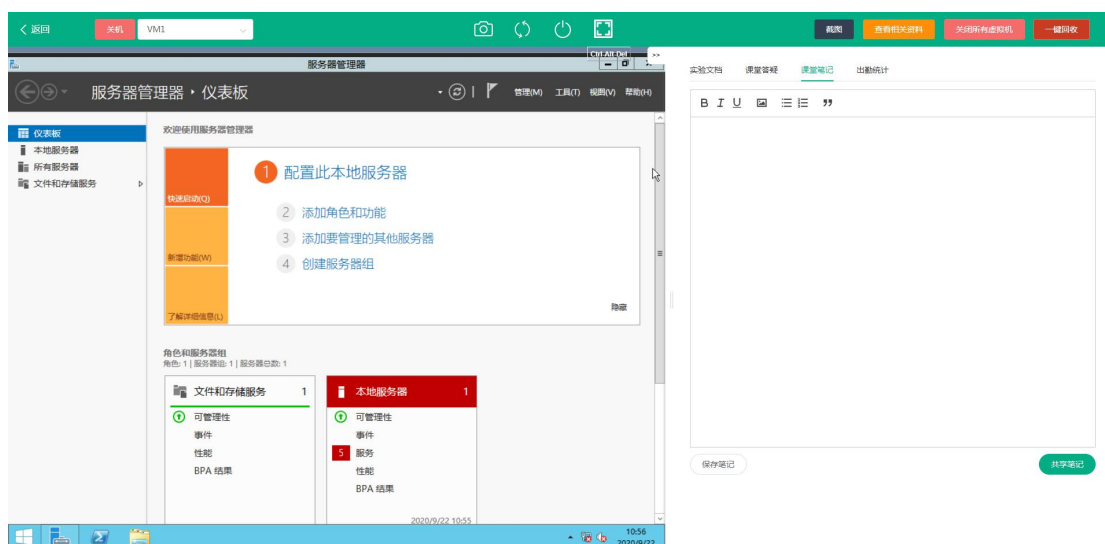 返回
关机
VM1
截图
查看相关资料
关闭所有虚拟机
一键回收
Ctrl Alt Del
>>
服务器管理器
服务器管理器 · 仪表板
管理(M) 工具(T) 视图(V) 帮助(H)
仪表板
本地服务器
所有服务器
文件和存储服务
欢迎使用服务器管理器
快速启动(Q)
新增功能(W)
了解详细信息(L)
1 配置此本地服务器
2 添加角色和功能
3 添加要管理的其他服务器
4 创建服务器组
隐藏
角色和服务器组
角色: 1 | 服务器组: 1 | 服务器总数: 1
文件和存储服务 1
可管理性
事件
性能
BPA 结果
本地服务器 1
可管理性
事件
5 服务
性能
BPA 结果
2020/9/22 10:55
10:56
2020/9/22
实验文档 课堂答疑 课堂笔记 出勤统计
B I U
保存笔记
共享笔记